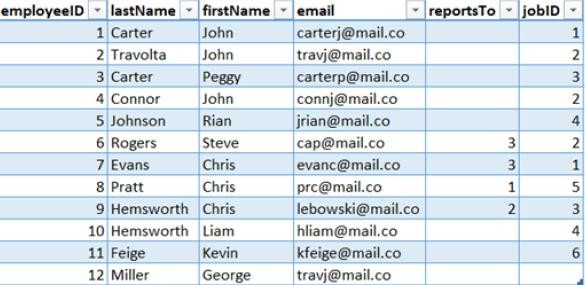 employeeID lastName firstName email reportsTo jobID
1 Carter John carterj@mail.co 1
2 Travolta John travj@mail.co 2
3 Carter Peggy carterp@mail.co 3
4 Connor John connj@mail.co 2
5 Johnson Rian jrian@mail.co 4
6 Rogers Steve cap@mail.co 3 2
7 Evans Chris evanc@mail.co 3 1
8 Pratt Chris prc@mail.co 1 5
9 Hemsworth Chris lebowski@mail.co 2 3
10 Hemsworth Liam hliam@mail.co 4
11 Feige Kevin kfeige@mail.co 6
12 Miller George travj@mail.co